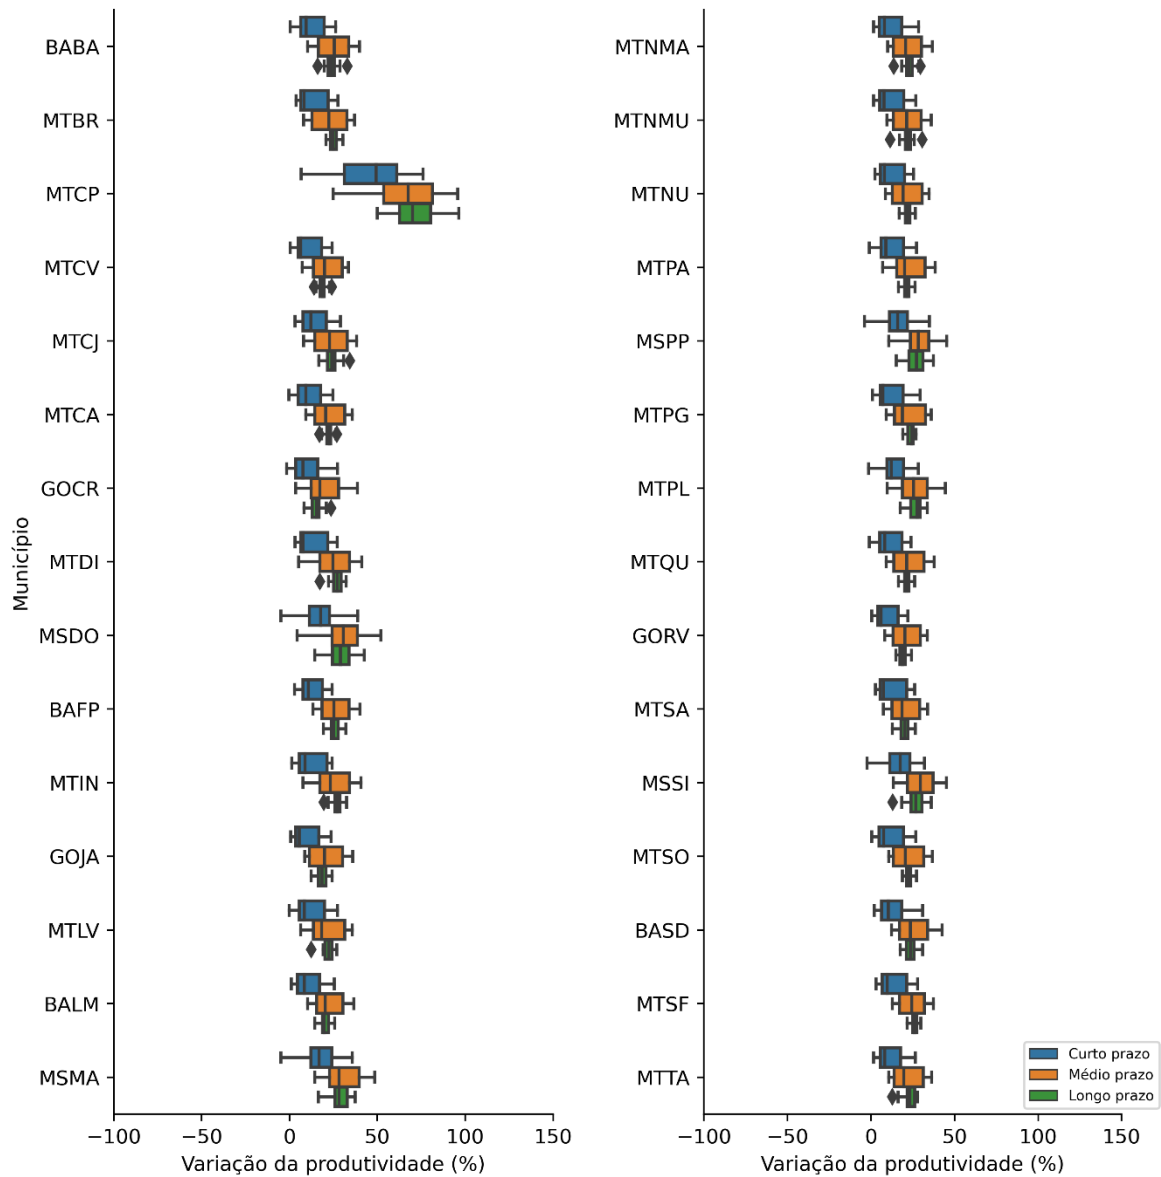 BABA
MTBR
MTCP
MTCV
MTCJ
MTCA
GOCR
MTDI
MSDO
BAFP
MTIN
GOJA
MTLV
BALM
MSMA
Município
−100
−50
0
50
100
150
Variação da produtividade (%)
MTNMA
MTNMU
MTNU
MTPA
MSPP
MTPG
MTPL
MTQU
GORV
MTSA
MSSI
MTSO
BASD
MTSF
MTTA
Curto prazo
Médio prazo
Longo prazo
−100
−50
0
50
100
150
Variação da produtividade (%)